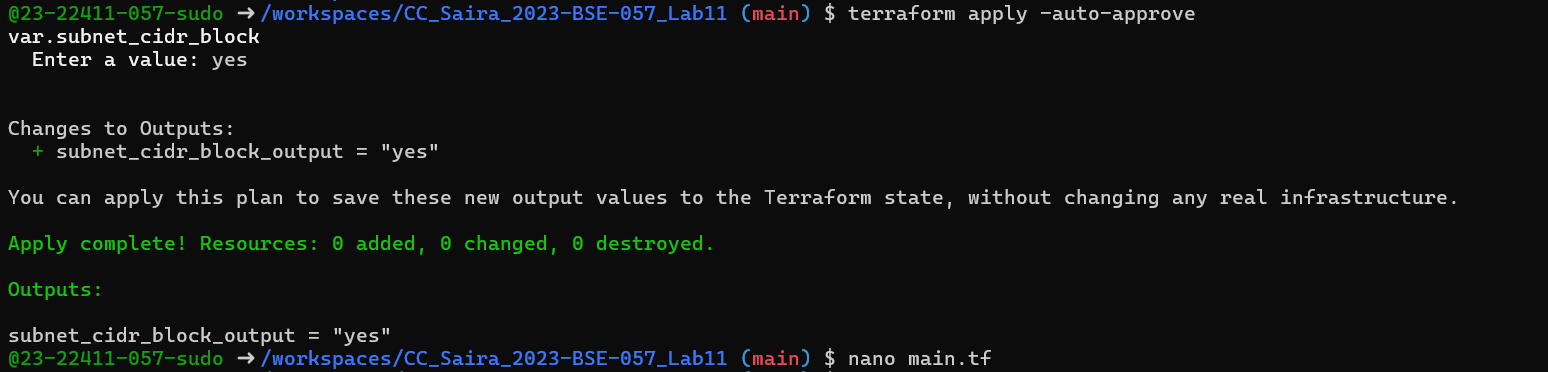 @23-22411-057-sudo ➜ /workspaces/CC_Saira_2023-BSE-057_Lab11 (main) $ terraform apply -auto-approve
var.subnet_cidr_block
  Enter a value: yes
Changes to Outputs:
  + subnet_cidr_block_output = "yes"
You can apply this plan to save these new output values to the Terraform state, without changing any real infrastructure.
Apply complete! Resources: 0 added, 0 changed, 0 destroyed.
Outputs:
subnet_cidr_block_output = "yes"
@23-22411-057-sudo ➜ /workspaces/CC_Saira_2023-BSE-057_Lab11 (main) $ nano main.tf